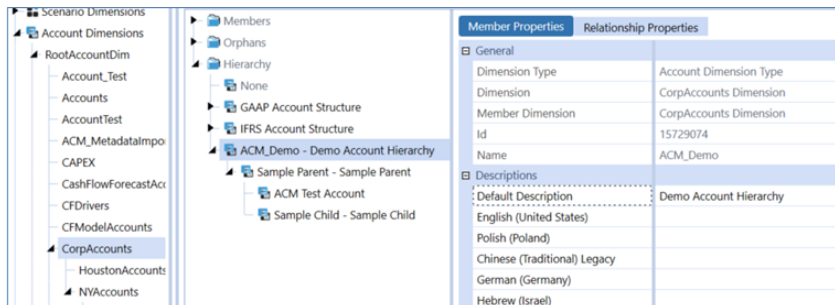 Scenario Dimensions
Account Dimensions
RootAccountDim
Account_Test
Accounts
AccountTest
ACM_MetadataImpo
CAPEX
CashFlowForecastAcc
CFDrivers
CFModelAccounts
CorpAccounts
HoustonAccounts
NYAccounts
Members
Orphans
Hierarchy
None
GAAP Account Structure
IFRS Account Structure
ACM_Demo - Demo Account Hierarchy
Sample Parent - Sample Parent
ACM Test Account
Sample Child - Sample Child
Member Properties Relationship Properties
General
Dimension Type Account Dimension Type
Dimension CorpAccounts Dimension
Member Dimension CorpAccounts Dimension
Id 15729074
Name ACM_Demo
Descriptions
Default Description Demo Account Hierarchy
English (United States)
Polish (Poland)
Chinese (Traditional) Legacy
German (Germany)
Hebrew (Israel)